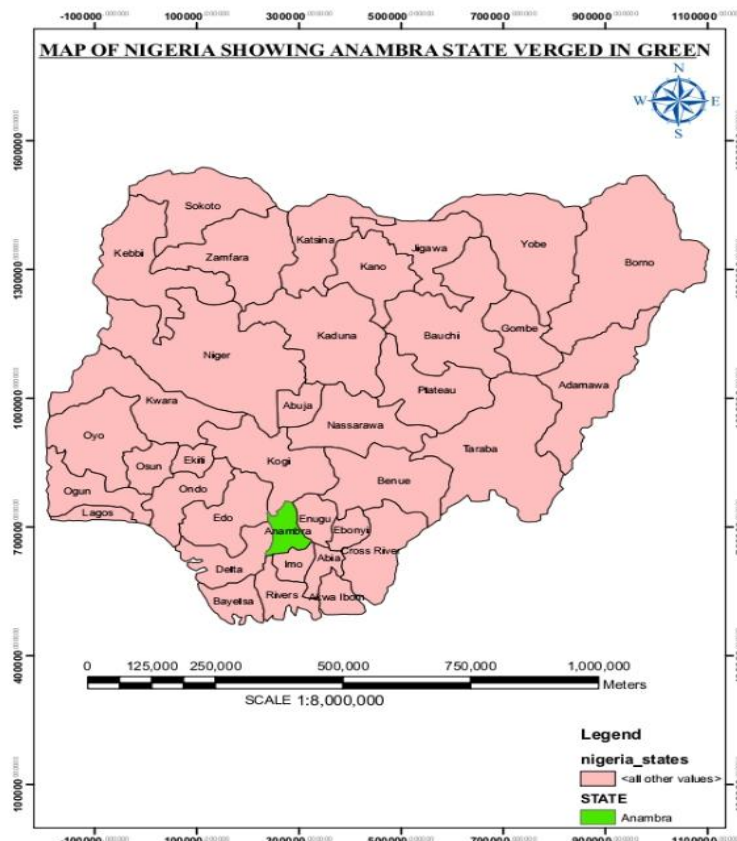 -100000 100000 300000 500000 700000 900000 1100000
MAP OF NIGERIA SHOWING ANAMBRA STATE VERGED IN GREEN
N
W E
S
1600000
1300000
1000000
700000
400000
100000
Sokoto
Kebbi
Zamfara
Katsina
Kano
Jigawa
Yobe
Borno
Niger
Kaduna
Bauchi
Gombe
Adamawa
Plateau
Kwara
Abuja
Nassarawa
Taraba
Oyo
Osun
Ekiti
Kogi
Benue
Ogun
Lagos
Ondo
Edo
Anambra
Enugu
Ebonyi
Cross River
Delta
Imo
Abia
Bayelsa
Rivers
Akwa Ibom
0 125,000 250,000 500,000 750,000 1,000,000
Meters
SCALE 1:8,000,000
Legend
nigeria_states
<all other values>
STATE
Anambra
-100000 100000 300000 500000 700000 900000 1100000